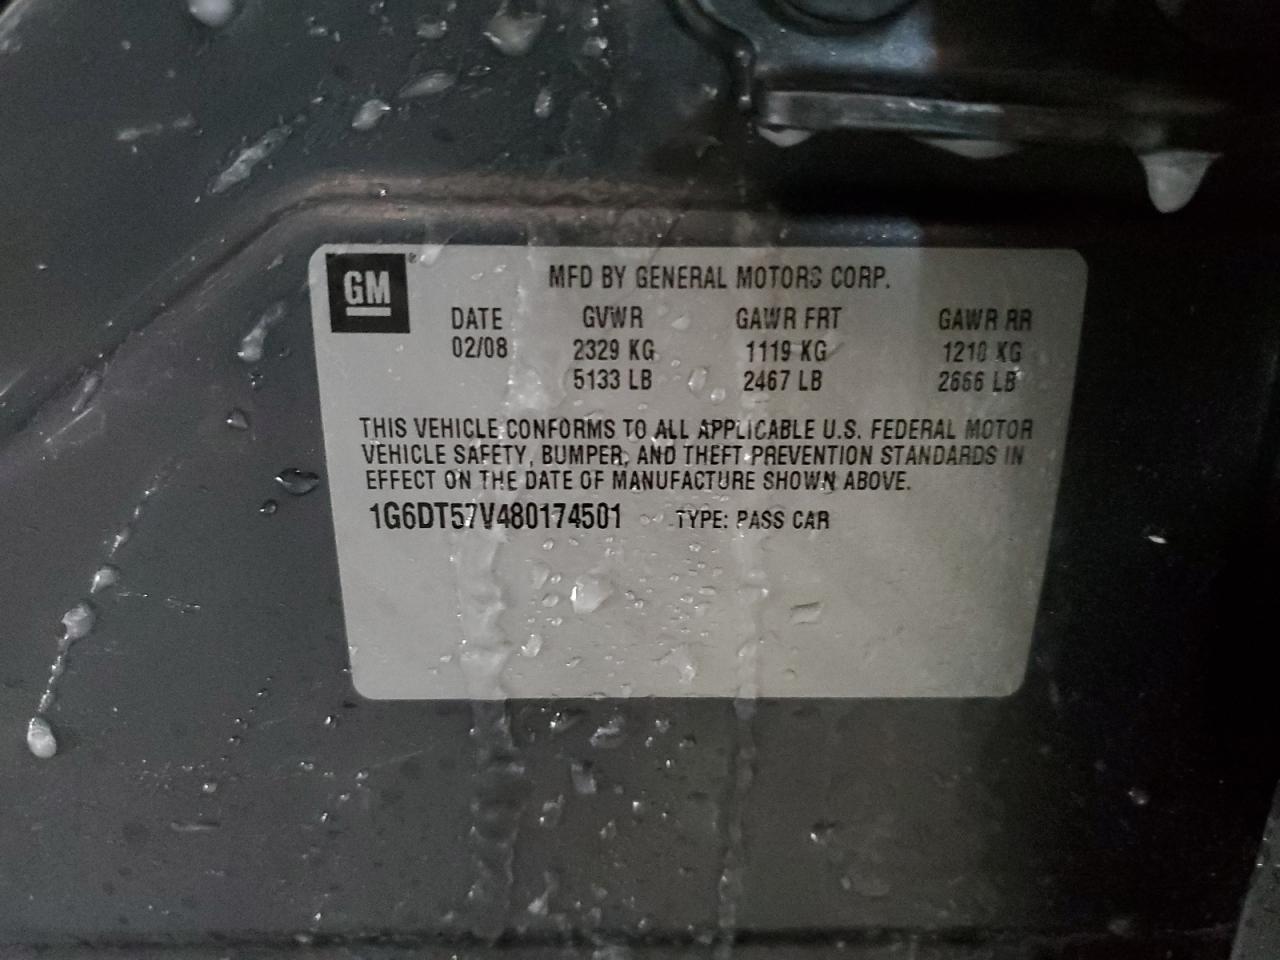 GM®
MFD BY GENERAL MOTORS CORP.
DATE GVWR GAWR FRT GAWR RR
02/08 2329 KG 1119 KG 1210 KG
5133 LB 2467 LB 2666 LB
THIS VEHICLE CONFORMS TO ALL APPLICABLE U.S. FEDERAL MOTOR
VEHICLE SAFETY, BUMPER, AND THEFT PREVENTION STANDARDS IN
EFFECT ON THE DATE OF MANUFACTURE SHOWN ABOVE.
1G6DT57V480174501 TYPE: PASS CAR